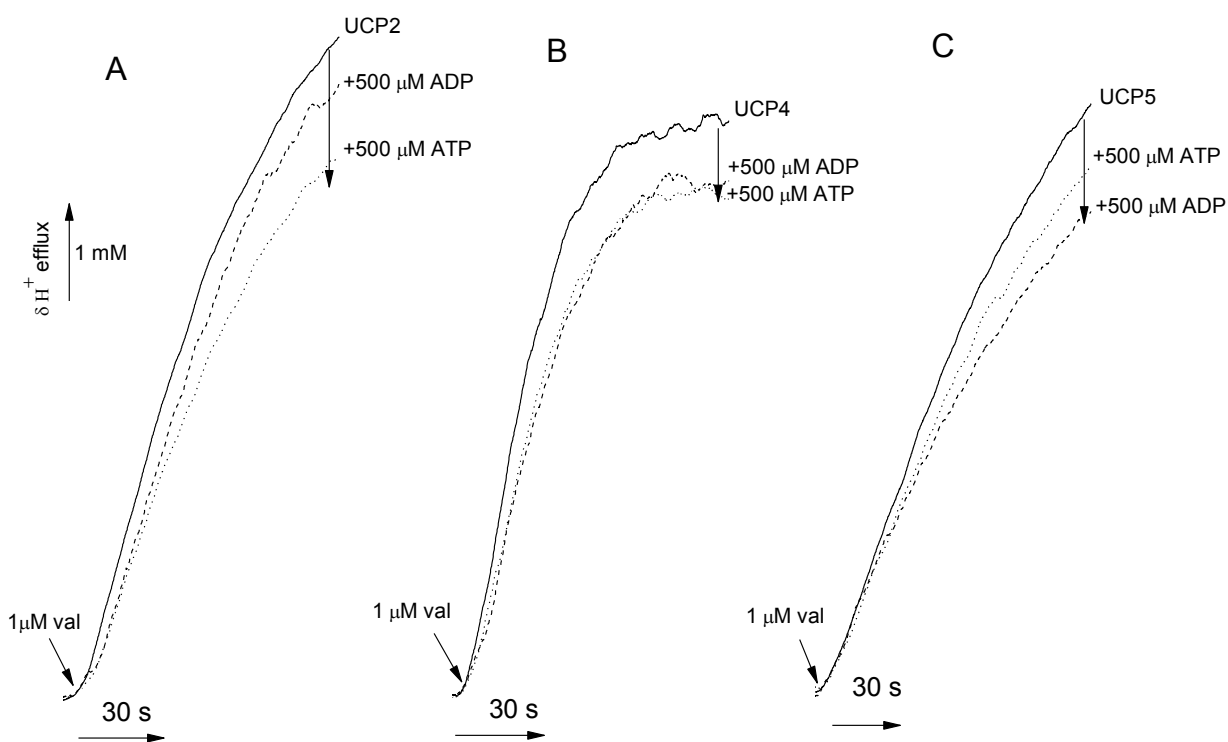 A
UCP2
+500 μM ADP
+500 μM ATP
δ H+ efflux
1 mM
1μM val
30 s
B
UCP4
+500 μM ADP
+500 μM ATP
1 μM val
30 s
C
UCP5
+500 μM ATP
+500 μM ADP
1 μM val
30 s